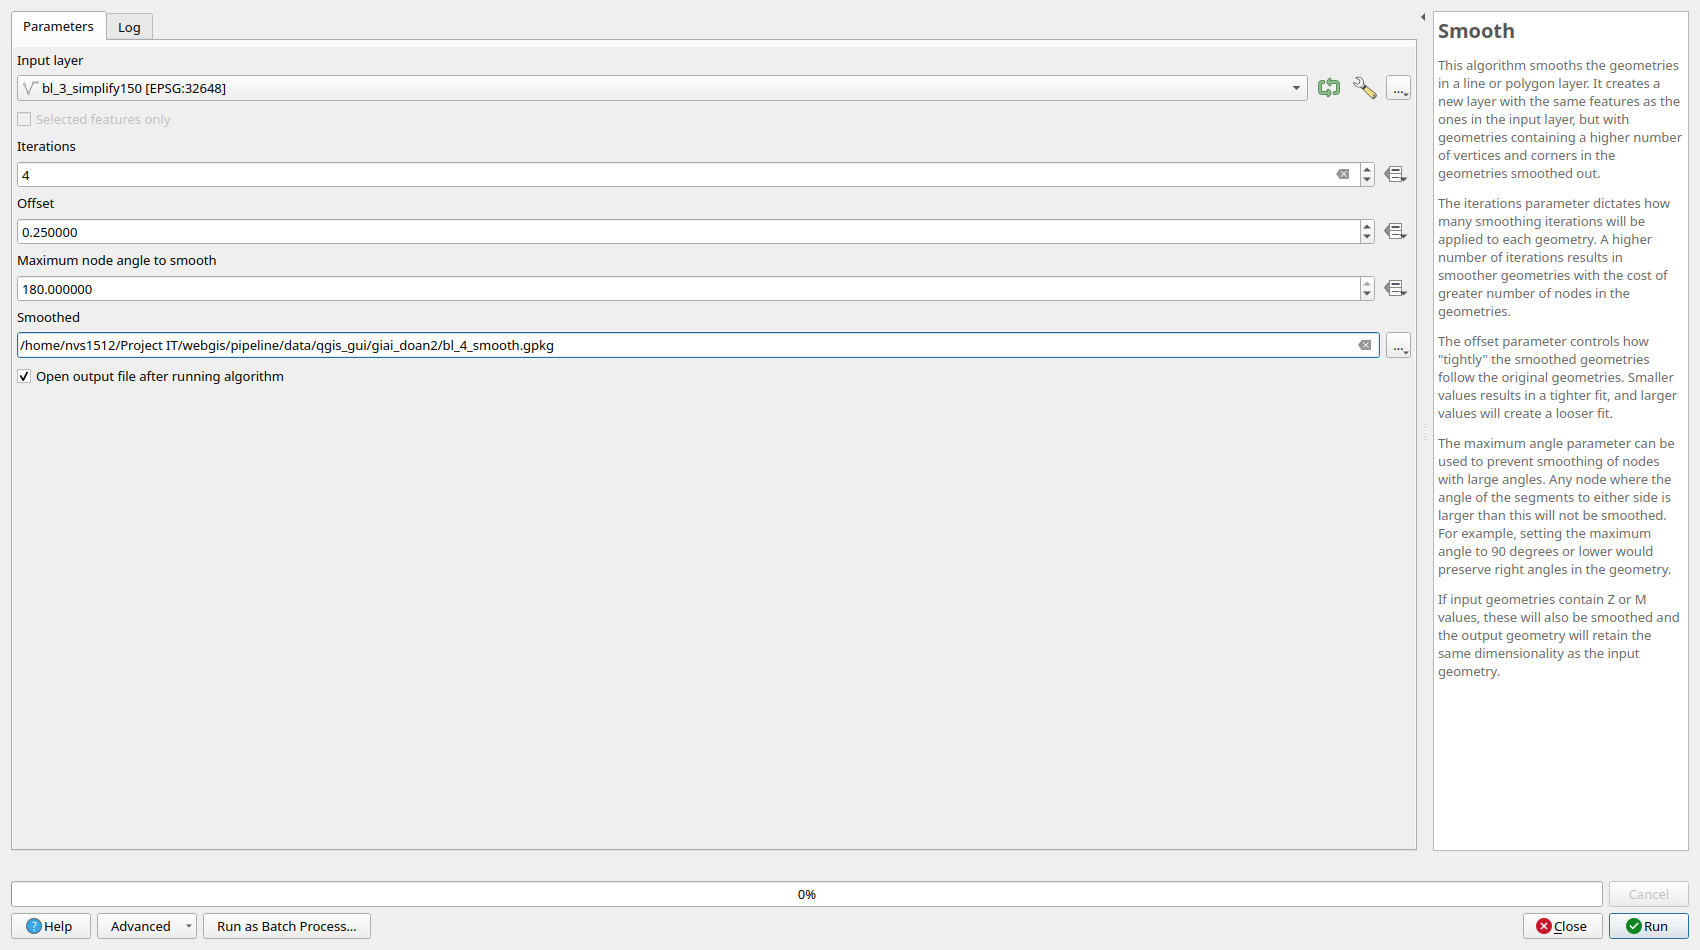 Parameters
Log
Input layer
bl_3_simplify150 [EPSG:32648]
...
Selected features only
Iterations
4
Offset
0.250000
Maximum node angle to smooth
180.000000
Smoothed
/home/nvs1512/Project IT/webgis/pipeline/data/qgis_gui/giai_doan2/bl_4_smooth.gpkg
...
Open output file after running algorithm
Smooth
This algorithm smooths the geometries
in a line or polygon layer. It creates a
new layer with the same features as the
ones in the input layer, but with
geometries containing a higher number
of vertices and corners in the
geometries smoothed out.
The iterations parameter dictates how
many smoothing iterations will be
applied to each geometry. A higher
number of iterations results in
smoother geometries with the cost of
greater number of nodes in the
geometries.
The offset parameter controls how
"tightly" the smoothed geometries
follow the original geometries. Smaller
values results in a tighter fit, and larger
values will create a looser fit.
The maximum angle parameter can be
used to prevent smoothing of nodes
with large angles. Any node where the
angle of the segments to either side is
larger than this will not be smoothed.
For example, setting the maximum
angle to 90 degrees or lower would
preserve right angles in the geometry.
If input geometries contain Z or M
values, these will also be smoothed and
the output geometry will retain the
same dimensionality as the input
geometry.
0%
Cancel
Help
Advanced
Run as Batch Process...
Close
Run